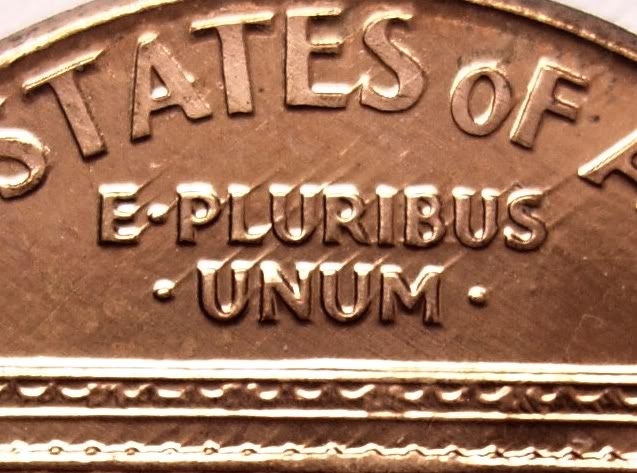 STATES OF A
E·PLURIBUS
·UNUM·